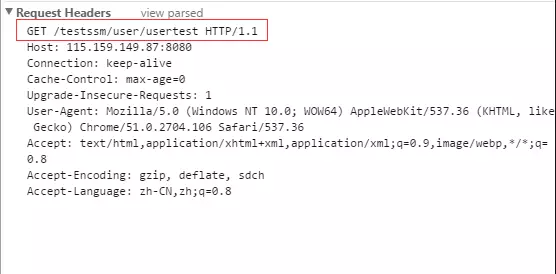 Request Headers view parsed
GET /testssm/user/usertest HTTP/1.1
Host: 115.159.149.87:8080
Connection: keep-alive
Cache-Control: max-age=0
Upgrade-Insecure-Requests: 1
User-Agent: Mozilla/5.0 (Windows NT 10.0; WOW64) AppleWebKit/537.36 (KHTML, like
Gecko) Chrome/51.0.2704.106 Safari/537.36
Accept: text/html,application/xhtml+xml,application/xml;q=0.9,image/webp,*/*;q=
0.8
Accept-Encoding: gzip, deflate, sdch
Accept-Language: zh-CN,zh;q=0.8